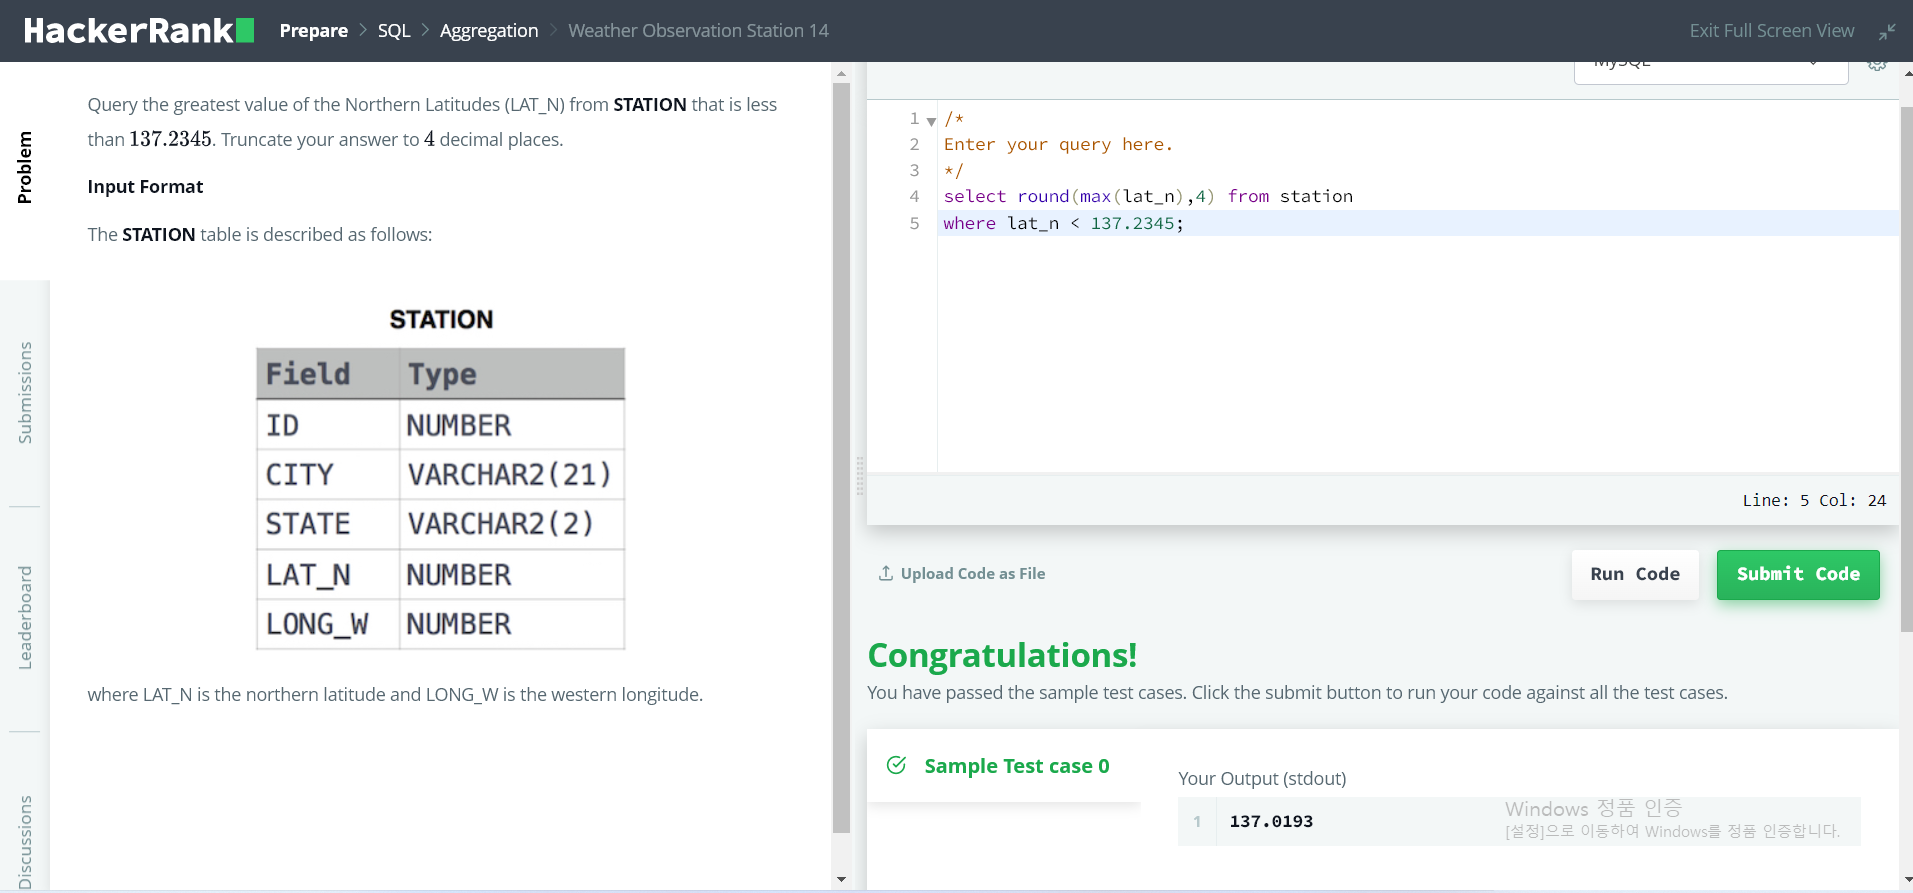 HackerRank Prepare > SQL > Aggregation > Weather Observation Station 14
Exit Full Screen View
Problem
Submissions
Leaderboard
Discussions
Query the greatest value of the Northern Latitudes (LAT_N) from STATION that is less
than 137.2345. Truncate your answer to 4 decimal places.
Input Format
The STATION table is described as follows:
STATION
Field Type
ID NUMBER
CITY VARCHAR2(21)
STATE VARCHAR2(2)
LAT_N NUMBER
LONG_W NUMBER
where LAT_N is the northern latitude and LONG_W is the western longitude.
MySQL
1 /*
2 Enter your query here.
3 */
4 select round(max(lat_n),4) from station
5 where lat_n < 137.2345;
Line: 5 Col: 24
Upload Code as File
Run Code
Submit Code
Congratulations!
You have passed the sample test cases. Click the submit button to run your code against all the test cases.
Sample Test case 0
Your Output (stdout)
1 137.0193
Windows 정품 인증
[설정]으로 이동하여 Windows를 정품 인증합니다.